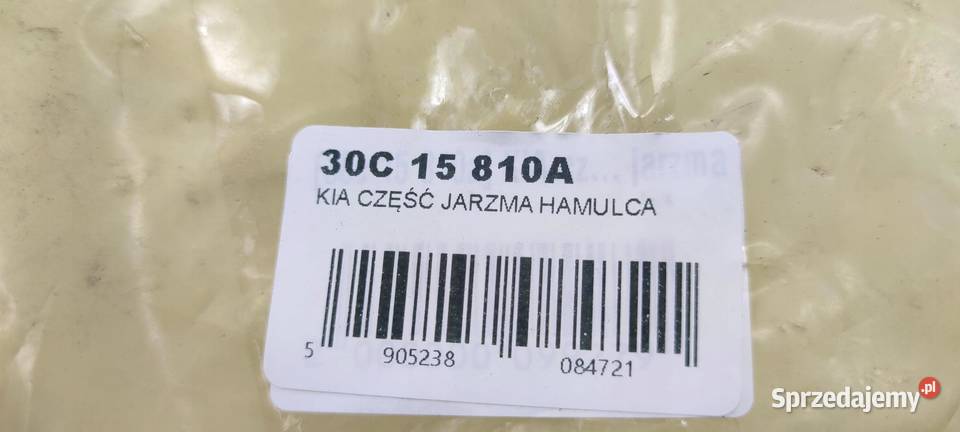 30C 15 810A
KIA CZĘŚĆ JARZMA HAMULCA
5 905238 084721
Sprzedajemy.pl